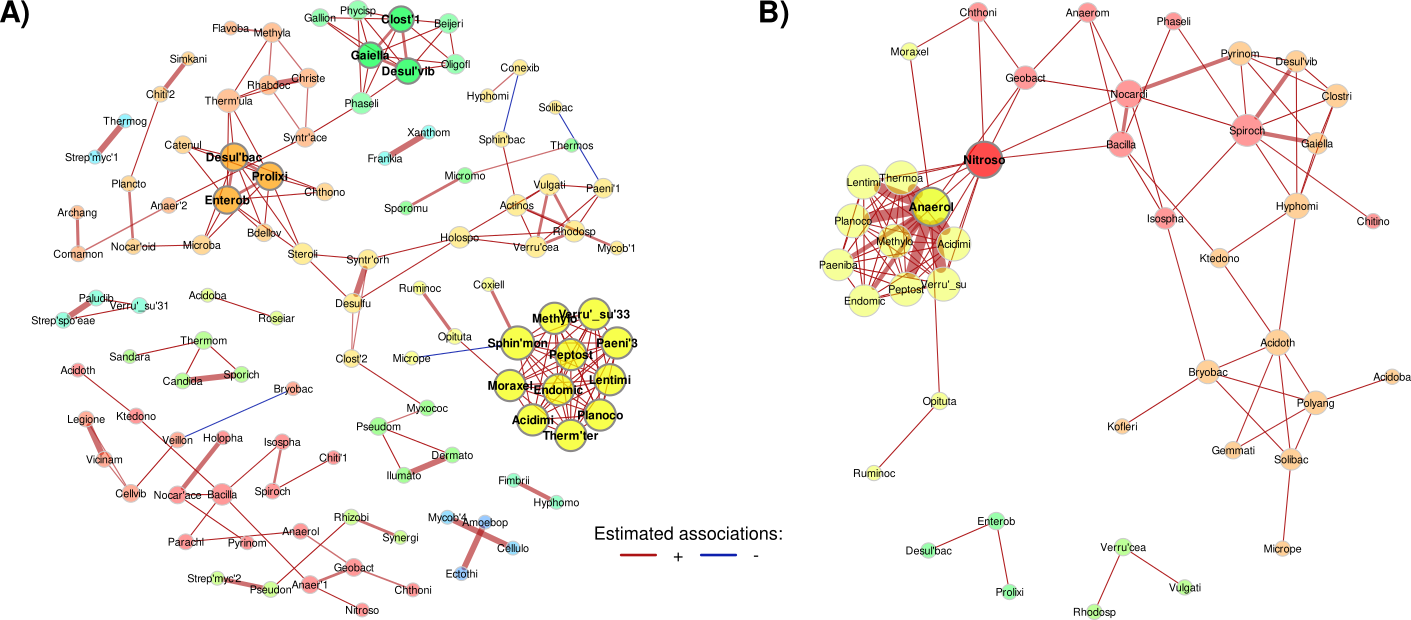 A)
B)
Flavoba
Methyla
Gallion
Phycisp
Clost'1
Beijeri
Gaiella
Desul'vib
Oligofl
Phaseli
Simkani
Chiti'2
Rhabdoc
Christe
Therm'ula
Syntr'ace
Conexib
Hyphomi
Solibac
Sphin'bac
Thermos
Thermog
Strep'myc'1
Xanthom
Frankia
Catenul
Desul'bac
Prolixi
Enterob
Chthono
Bdellov
Micromo
Sporomu
Vulgati
Paeni'1
Actinos
Rhodosp
Verru'cea
Mycob'1
Holospo
Plancto
Anaer'2
Archang
Comamon
Nocar'oid
Microba
Steroli
Syntr'orh
Desulfu
Clost'2
Ruminoc
Coxiell
Opituta
Micrope
Paludib
Verru'_su'31
Strep'spo'eae
Acidoba
Roseiar
Methylo
Verru'_su'33
Sphin'mon
Peptost
Paeni'3
Moraxel
Endomic
Lentimi
Acidimi
Planoco
Therm'ter
Thermom
Sandara
Candida
Sporich
Acidoth
Bryobac
Ktedono
Legione
Veillon
Holopha
Isospha
Chiti'1
Vicinam
Cellvib
Nocar'ace
Bacilla
Spiroch
Myxococ
Pseudom
Dermato
Ilumato
Fimbrii
Hyphomo
Parachl
Pyrinom
Anaerol
Rhizobi
Synergi
Mycob'4
Amoebop
Cellulo
Ectothi
Geobact
Strep'myc'2
Pseudon
Anaer'1
Chthoni
Nitroso
Estimated associations:
+ -
Chthoni
Anaerom
Phaseli
Moraxel
Geobact
Nocardi
Pyrinom
Desul'vib
Clostri
Spiroch
Gaiella
Bacilla
Nitroso
Lentimi
Thermoa
Anaerol
Planoco
Methylo
Acidimi
Paeniba
Peptost
Verru'_su
Endomic
Isospha
Hyphomi
Chitino
Ktedono
Acidoth
Bryobac
Acidoba
Polyang
Kofleri
Gemmati
Solibac
Micrope
Opituta
Ruminoc
Enterob
Desul'bac
Prolixi
Verru'cea
Vulgati
Rhodosp